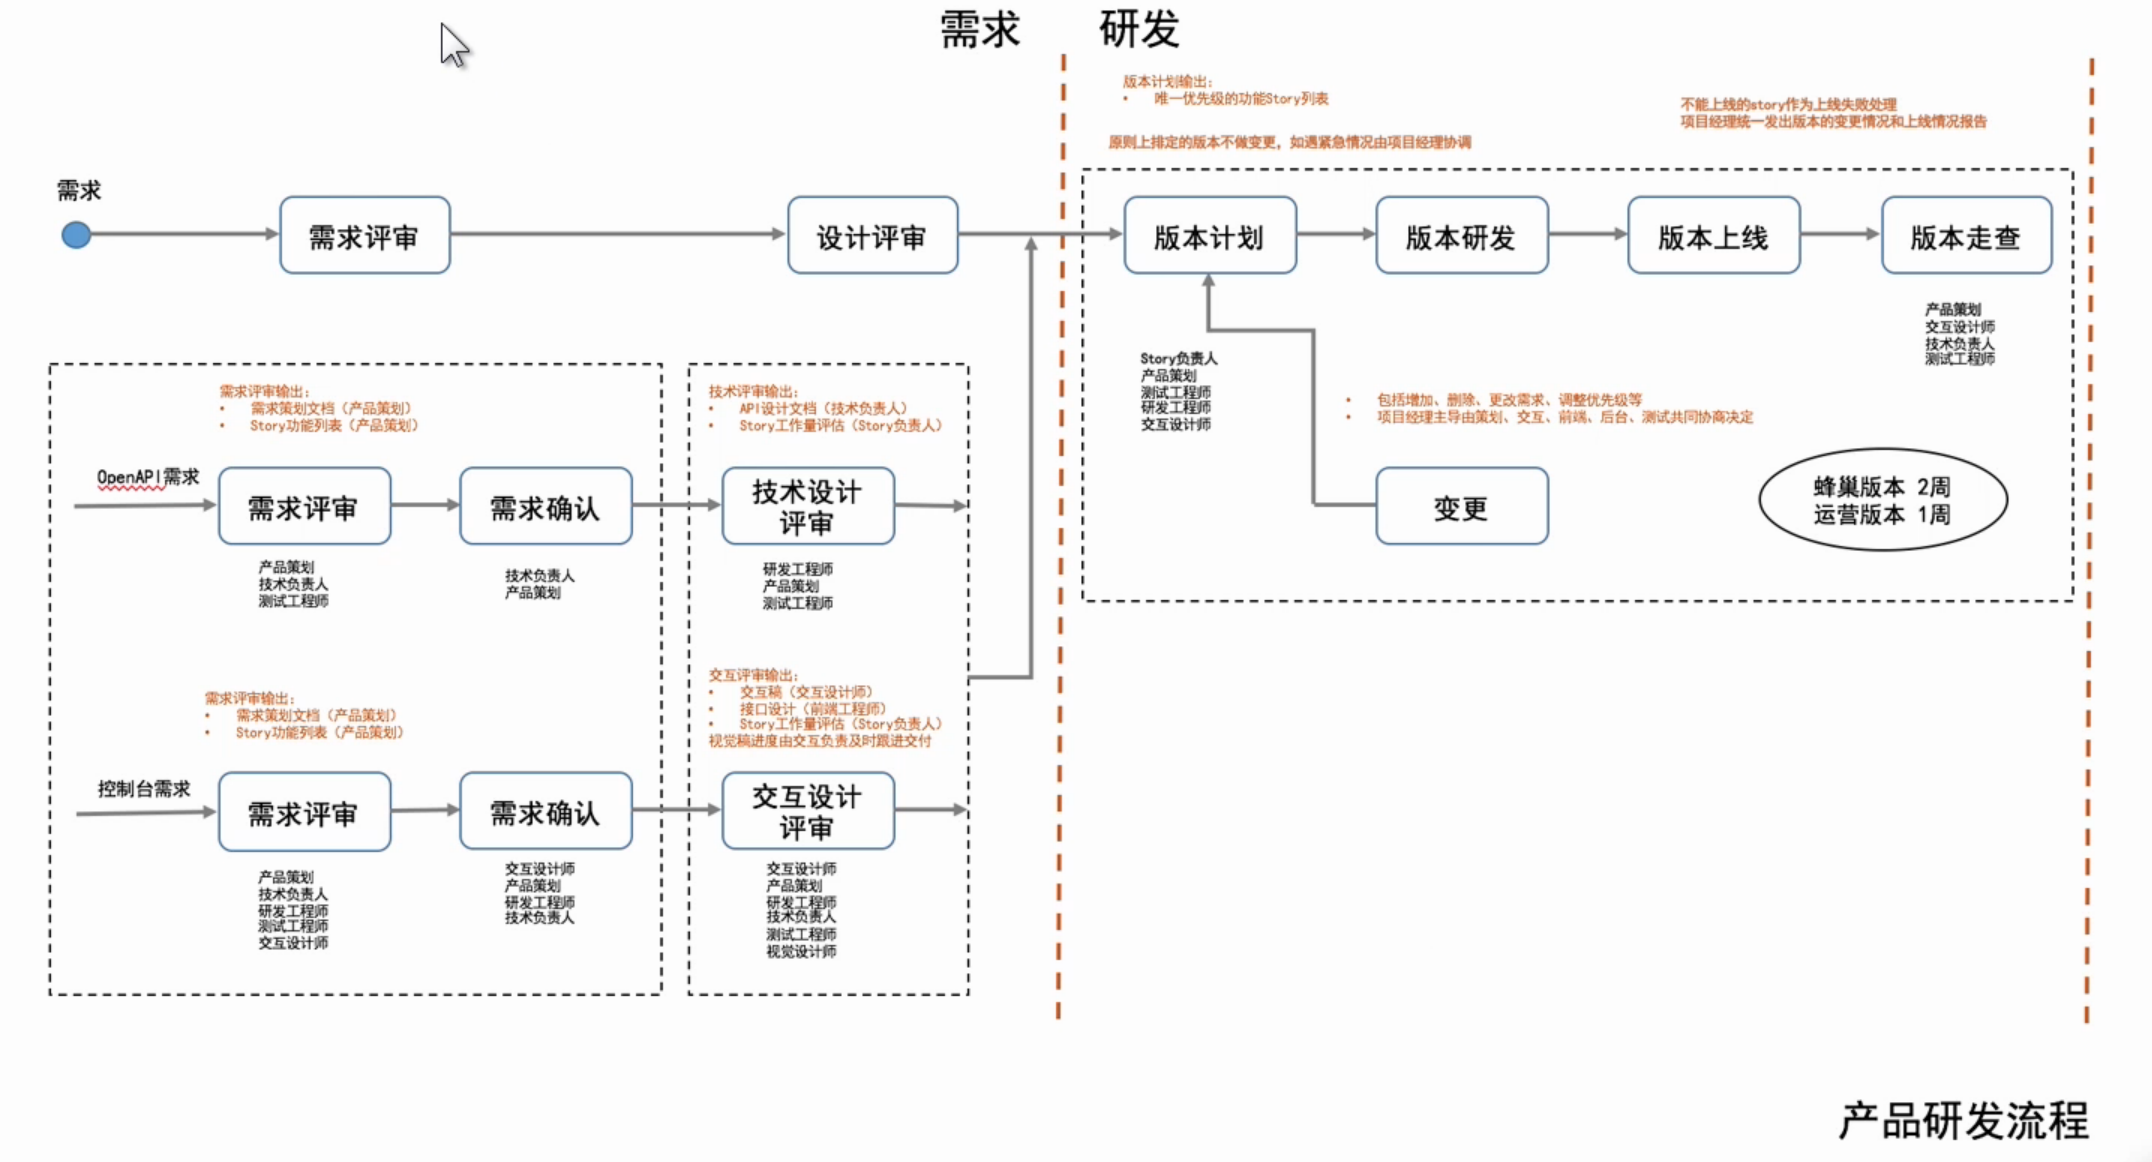 需求
研发
版本计划输出：
• 唯一优先级的功能Story列表
原则上排定的版本不做变更，如遇紧急情况由项目经理协调
不能上线的story作为上线失败处理
项目经理统一发出版本的变更情况和上线情况报告
需求
需求评审
设计评审
版本计划
版本研发
版本上线
版本走查
Story负责人
产品策划
测试工程师
研发工程师
交互设计师
产品策划
交互设计师
技术负责人
测试工程师
• 包括增加、删除、更改需求、调整优先级等
• 项目经理主导由策划、交互、前端、后台、测试共同协商决定
变更
蜂巢版本 2周
运营版本 1周
需求评审输出：
• 需求策划文档（产品策划）
• Story功能列表（产品策划）
技术评审输出：
• API设计文档（技术负责人）
• Story工作量评估（Story负责人）
OpenAPI需求
需求评审
需求确认
技术设计
评审
产品策划
技术负责人
测试工程师
技术负责人
产品策划
研发工程师
产品策划
测试工程师
需求评审输出：
• 需求策划文档（产品策划）
• Story功能列表（产品策划）
交互评审输出：
• 交互稿（交互设计师）
• 接口设计（前端工程师）
• Story工作量评估（Story负责人）
视觉稿进度由交互负责及时跟进交付
控制台需求
需求评审
需求确认
交互设计
评审
产品策划
技术负责人
研发工程师
测试工程师
交互设计师
交互设计师
产品策划
研发工程师
技术负责人
交互设计师
产品策划
研发工程师
技术负责人
测试工程师
视觉设计师
产品研发流程